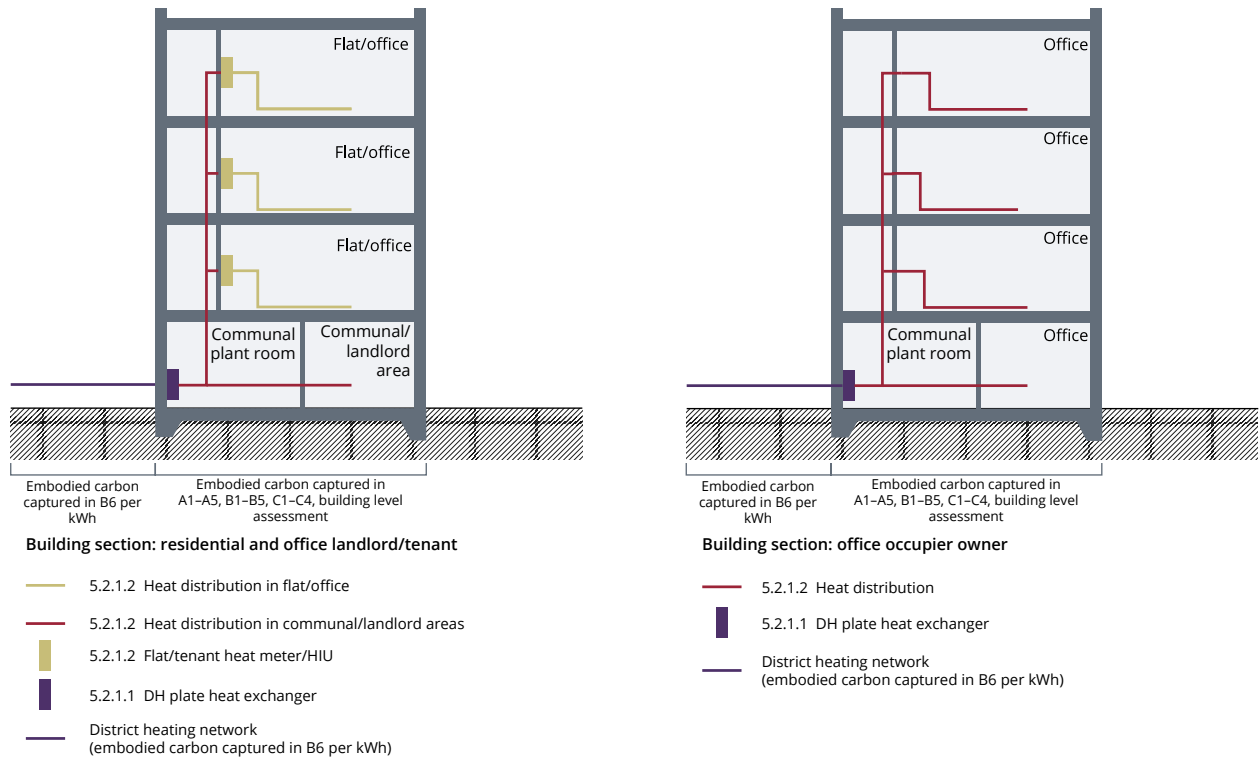 Flat/office
Flat/office
Flat/office
Communal
plant room
Communal/
landlord
area
Embodied carbon
captured in B6 per
kWh
Embodied carbon captured in
A1–A5, B1–B5, C1–C4, building level
assessment
Building section: residential and office landlord/tenant
5.2.1.2 Heat distribution in flat/office
5.2.1.2 Heat distribution in communal/landlord areas
5.2.1.2 Flat/tenant heat meter/HIU
5.2.1.1 DH plate heat exchanger
District heating network
(embodied carbon captured in B6 per kWh)
Office
Office
Office
Communal
plant room
Office
Embodied carbon
captured in B6 per
kWh
Embodied carbon captured in
A1–A5, B1–B5, C1–C4, building level
assessment
Building section: office occupier owner
5.2.1.2 Heat distribution
5.2.1.1 DH plate heat exchanger
District heating network
(embodied carbon captured in B6 per kWh)